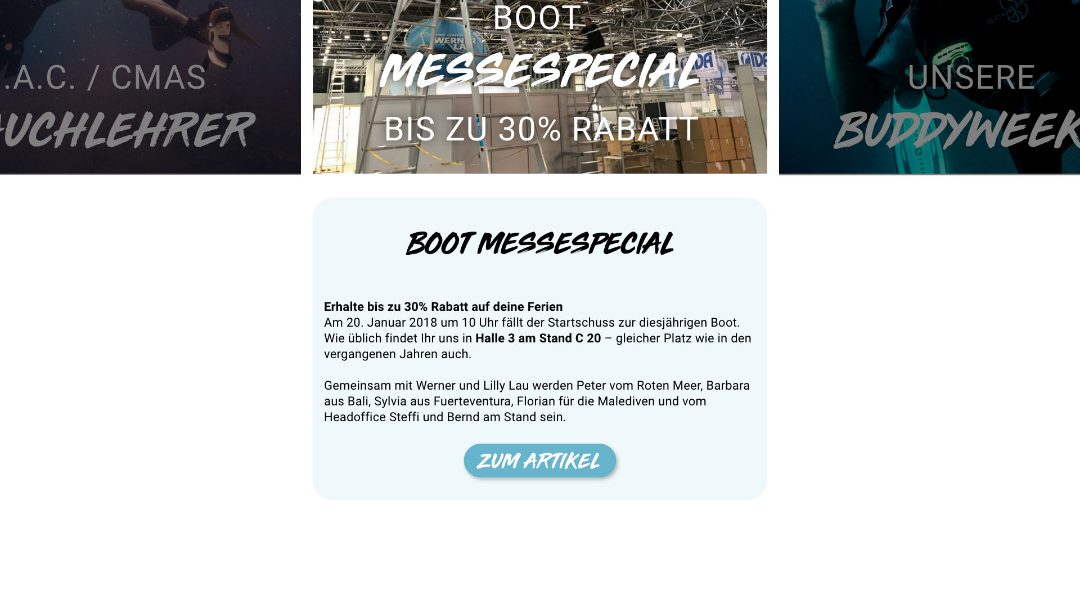 BOOT
MESSESPECIAL
BIS ZU 30% RABATT
.A.C. / CMAS
UCHLEHRER
UNSERE
BUDDYWEEK
WERNER
LAU
BOOT MESSESPECIAL
Erhalte bis zu 30% Rabatt auf deine Ferien
Am 20. Januar 2018 um 10 Uhr fällt der Startschuss zur diesjährigen Boot.
Wie üblich findet Ihr uns in Halle 3 am Stand C 20 – gleicher Platz wie in den
vergangenen Jahren auch.
Gemeinsam mit Werner und Lilly Lau werden Peter vom Roten Meer, Barbara
aus Bali, Sylvia aus Fuerteventura, Florian für die Malediven und vom
Headoffice Steffi und Bernd am Stand sein.
ZUM ARTIKEL